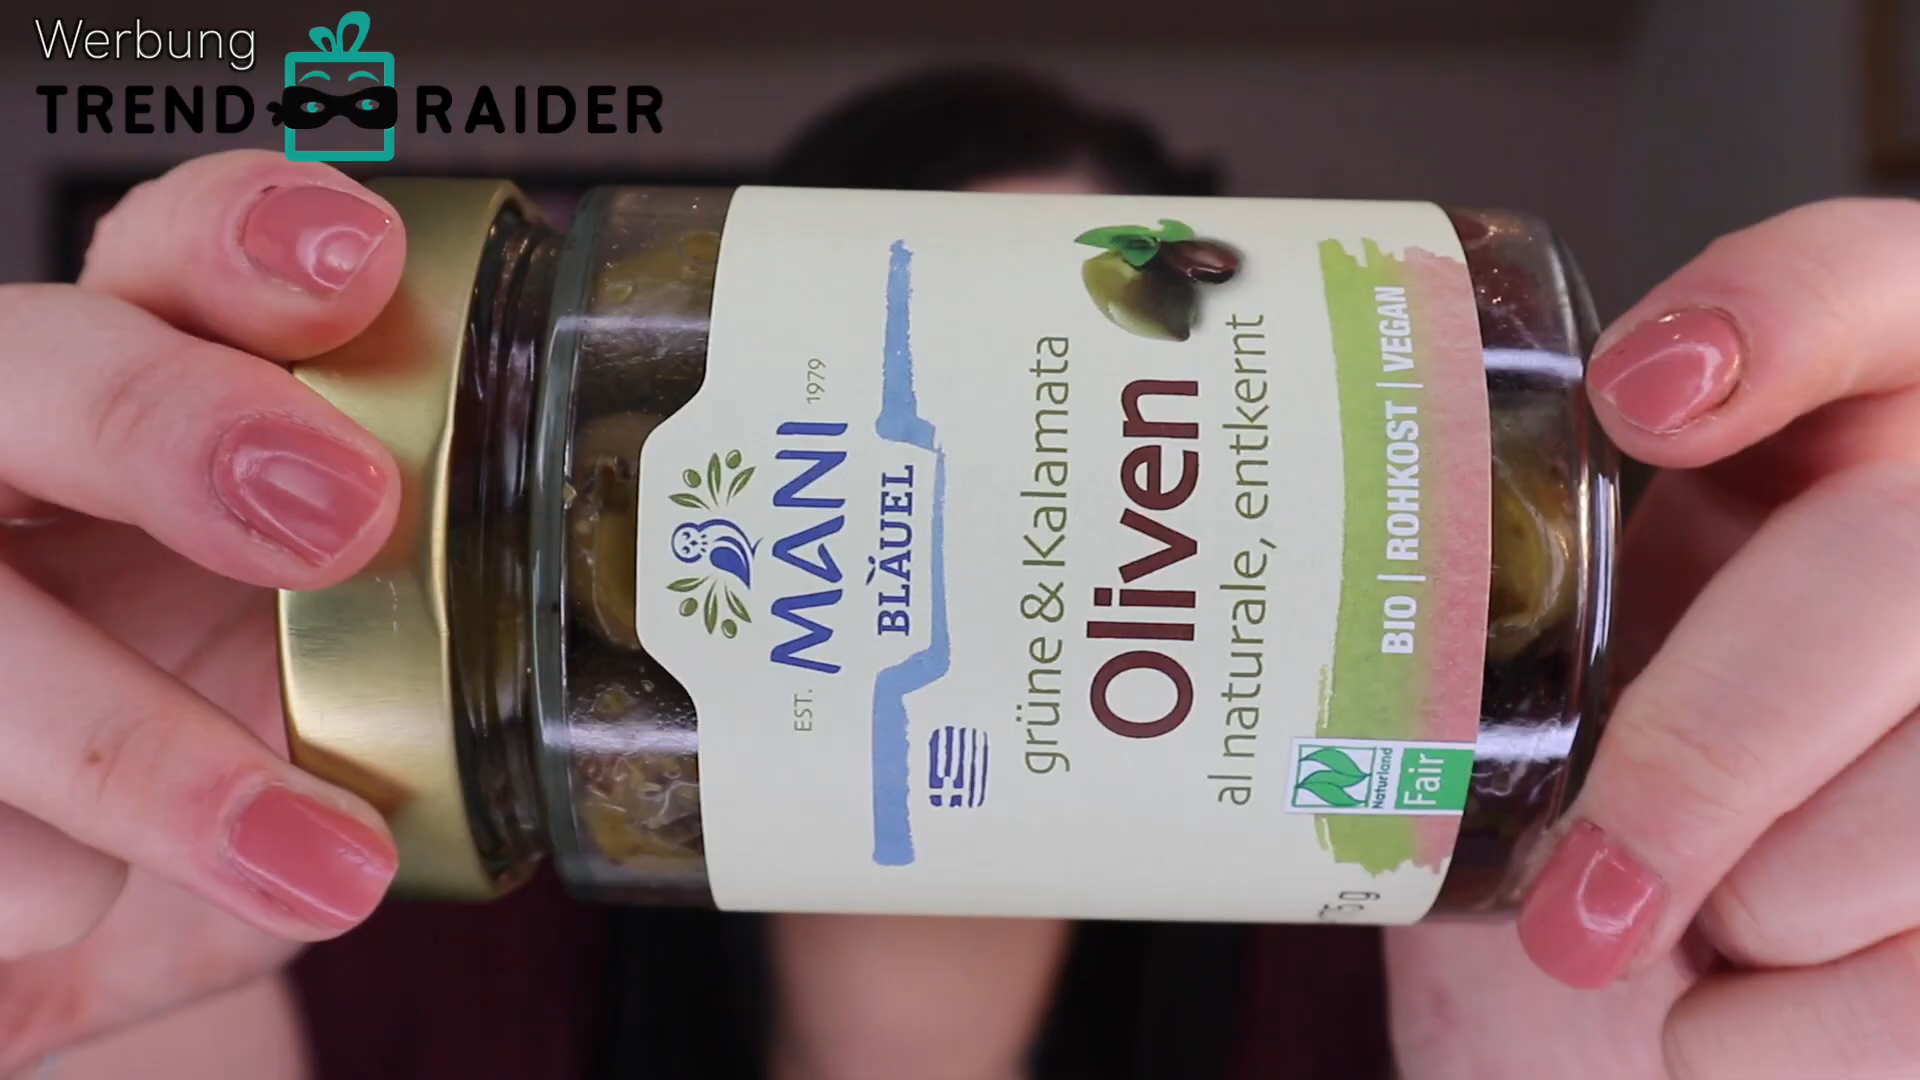 Werbung
TREND RAIDER
EST. 1979
MANI
BLÄUEL
grüne & Kalamata
Oliven
al naturale, entkernt
BIO | ROHKOST | VEGAN
Naturland
Fair